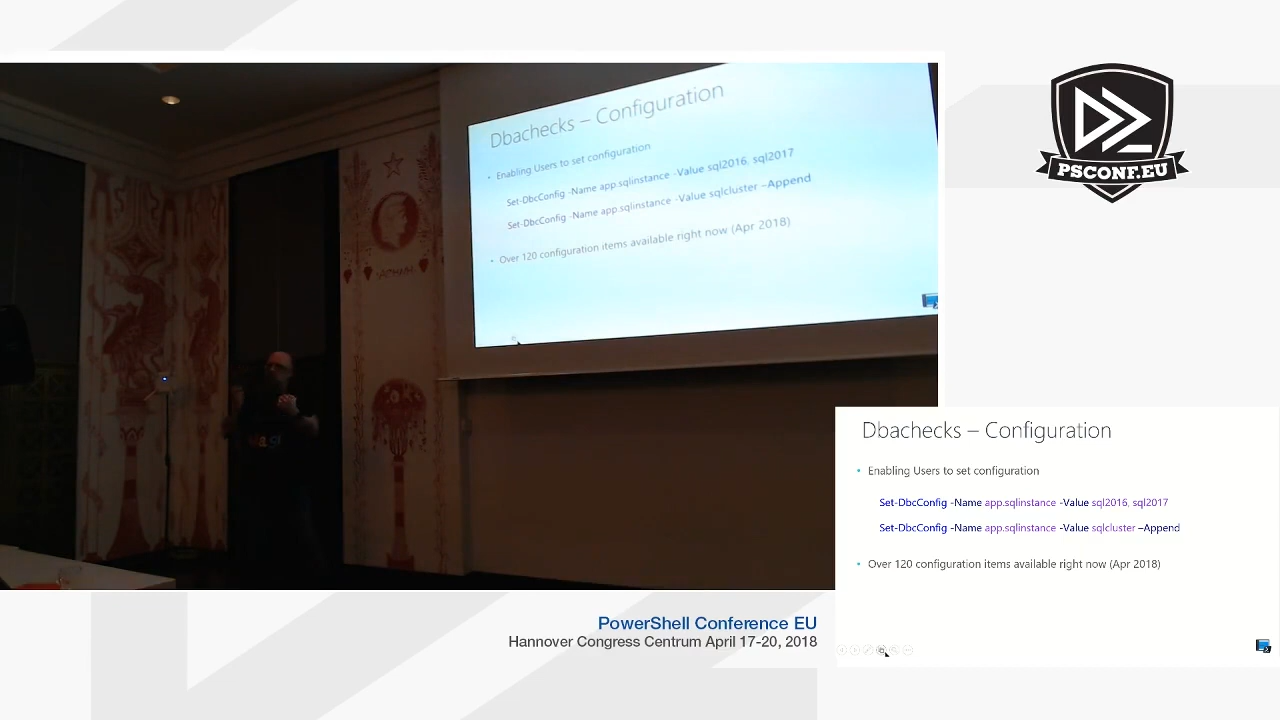 Dbachecks – Configuration
• Enabling Users to set configuration
Set-DbcConfig -Name app.sqlinstance -Value sql2016, sql2017
Set-DbcConfig -Name app.sqlinstance -Value sqlcluster –Append
• Over 120 configuration items available right now (Apr 2018)
PSCONF.EU
Dbachecks – Configuration
• Enabling Users to set configuration
Set-DbcConfig -Name app.sqlinstance -Value sql2016, sql2017
Set-DbcConfig -Name app.sqlinstance -Value sqlcluster –Append
• Over 120 configuration items available right now (Apr 2018)
PowerShell Conference EU
Hannover Congress Centrum April 17-20, 2018